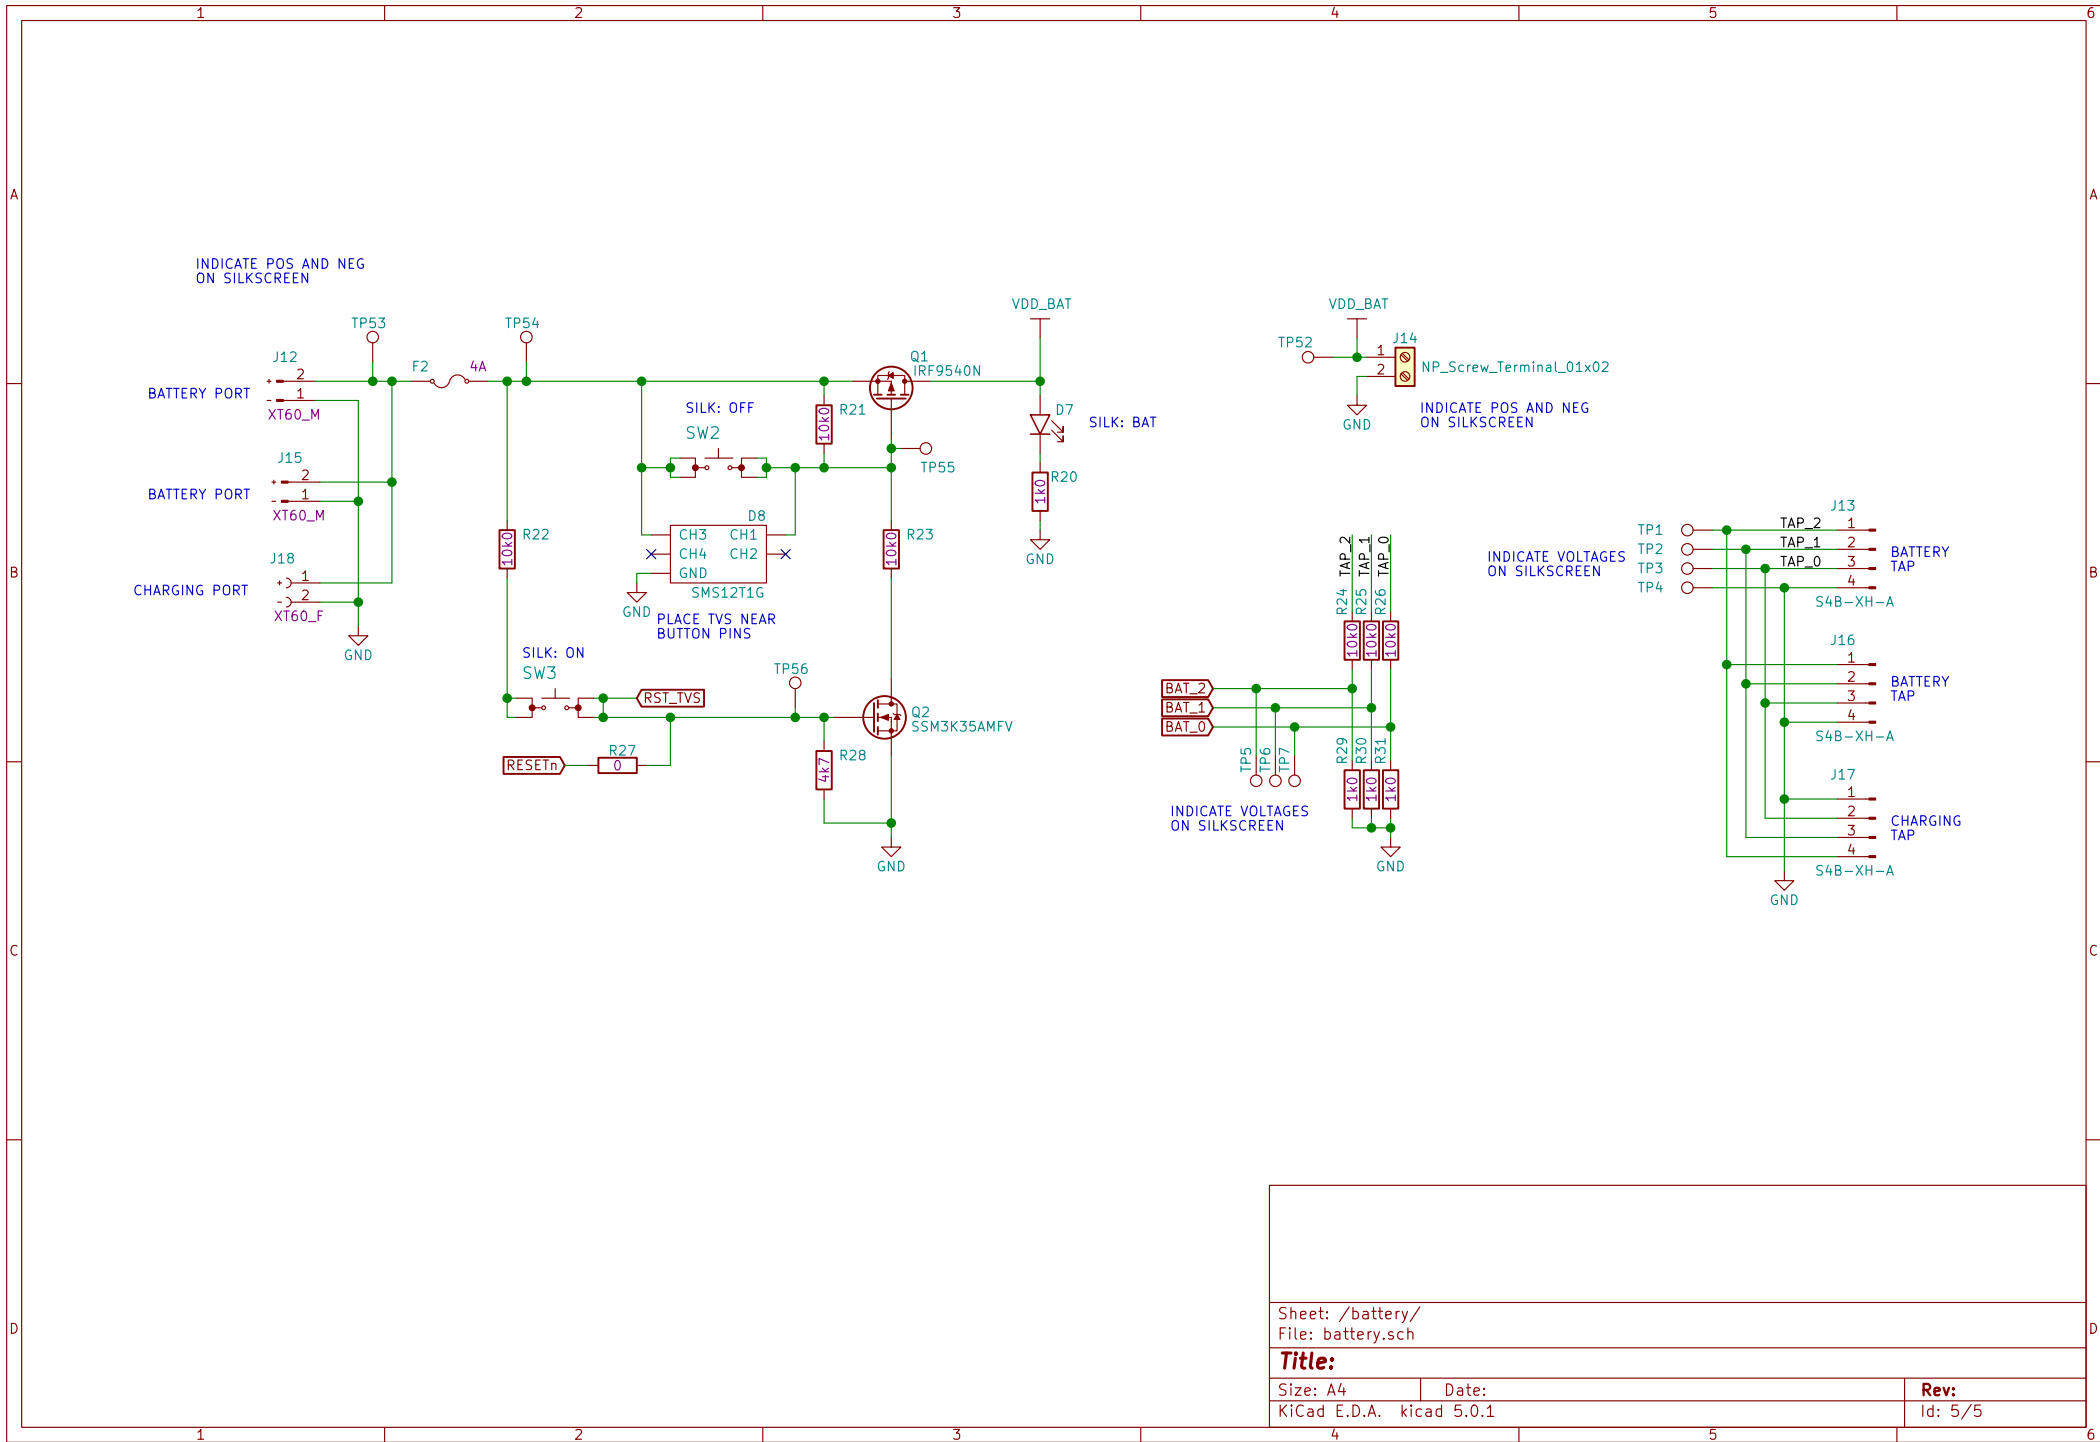 1 2 3 4 5 6
A A
B B
C C
D D
INDICATE POS AND NEG
ON SILKSCREEN
TP53
J12
2
1
+
-
XT60_M
BATTERY PORT
F2
4A
TP54
J15
2
1
+
-
XT60_M
BATTERY PORT
J18
1
2
+
-
XT60_F
CHARGING PORT
GND
R22
10k0
SILK: OFF
SW2
R21
10k0
Q1
IRF9540N
TP55
D8
CH3 CH1
CH4 CH2
GND
SMS12T1G
GND
PLACE TVS NEAR
BUTTON PINS
R23
10k0
SILK: ON
SW3
RST_TVS
RESETn
R27
0
TP56
R28
4k7
Q2
SSM3K35AMFV
GND
VDD_BAT
D7
SILK: BAT
R20
1k0
GND
VDD_BAT
TP52
J14
1
2
NP_Screw_Terminal_01x02
GND
INDICATE POS AND NEG
ON SILKSCREEN
TAP_2
TAP_1
TAP_0
R24
R25
R26
10k0
10k0
10k0
BAT_2
BAT_1
BAT_0
TP5
TP6
TP7
R29
R30
R31
1k0
1k0
1k0
GND
INDICATE VOLTAGES
ON SILKSCREEN
INDICATE VOLTAGES
ON SILKSCREEN
TP1
TP2
TP3
TP4
TAP_2
TAP_1
TAP_0
J13
1
2
3
4
S4B-XH-A
BATTERY
TAP
J16
1
2
3
4
S4B-XH-A
BATTERY
TAP
J17
1
2
3
4
S4B-XH-A
CHARGING
TAP
GND
Sheet: /battery/
File: battery.sch
Title:
Size: A4 Date: Rev:
KiCad E.D.A. kicad 5.0.1 Id: 5/5
1 2 3 4 5 6